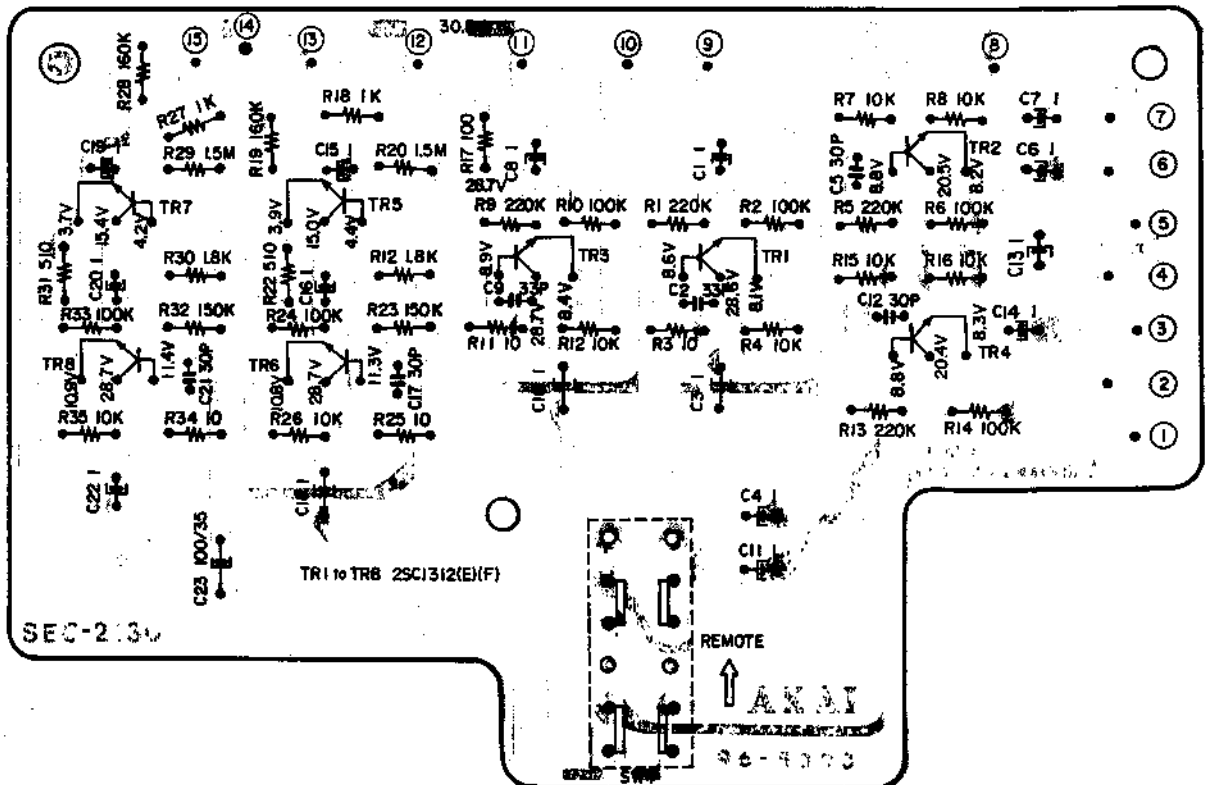 30.
15
14
13
12
11
10
9
8
R28 160K
R27 1K
R18 1K
R19 160K
R17 100
R7 10K
R8 10K
C7 1
7
C19
R29 1.5M
C15 1
R20 1.5M
28.7V
C8 1
C1 1
C5 30P
8.8V
TR2
20.5V
8.2V
C6 1
6
TR7
TR5
3.7V
15.4V
4.2V
3.9V
15.0V
4.4V
R9 220K
R10 100K
R1 220K
R2 100K
R5 220K
R6 100K
5
R31 510
R30 1.8K
R22 510
R12 1.8K
8.9V
TR3
8.6V
TR1
R15 10K
R16 10K
C13 1
4
C20 1
C16 1
33P
28.7V
8.4V
28.6V
8.1V
C12 30P
R33 100K
R32 150K
R24 100K
R23 150K
R11 10
R12 10K
R3 10
R4 10K
8.3V
C14 1
3
TR8
11.4V
TR6
11.3V
8.8V
20.4V
TR4
10.9V
28.7V
C21 30P
10.8V
28.7V
C17 30P
C3 1
2
R35 10K
R34 10
R26 10K
R25 10
R13 220K
R14 100K
1
C22 1
C4 1
C23 100/35
TR1 to TR8 2SC1312(E)(F)
C11 1
REMOTE
AKAI